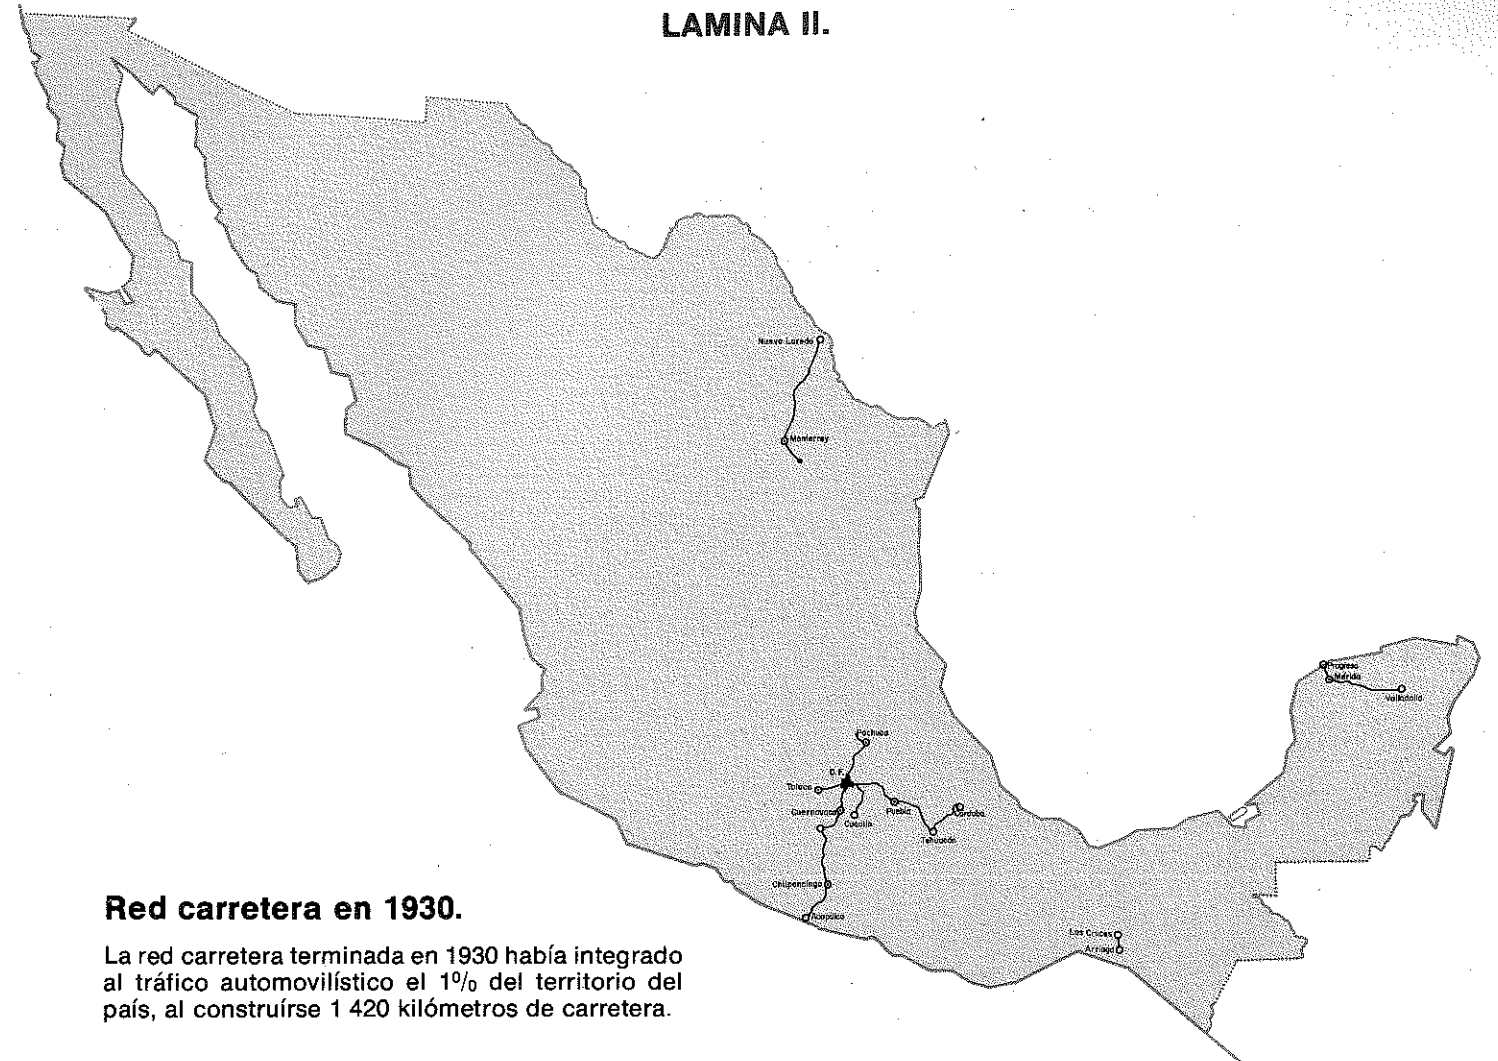 LAMINA II.
Nuevo Laredo
Monterrey
Progreso
Mérida
Valladolid
Pachuca
D.F.
Toluca
Cuernavaca
Cuautla
Puebla
Córdoba
Tehuacán
Chilpancingo
Acapulco
Las Cruces
Arriaga
Red carretera en 1930.
La red carretera terminada en 1930 había integrado
al tráfico automovilístico el 1% del territorio del
país, al construírse 1 420 kilómetros de carretera.